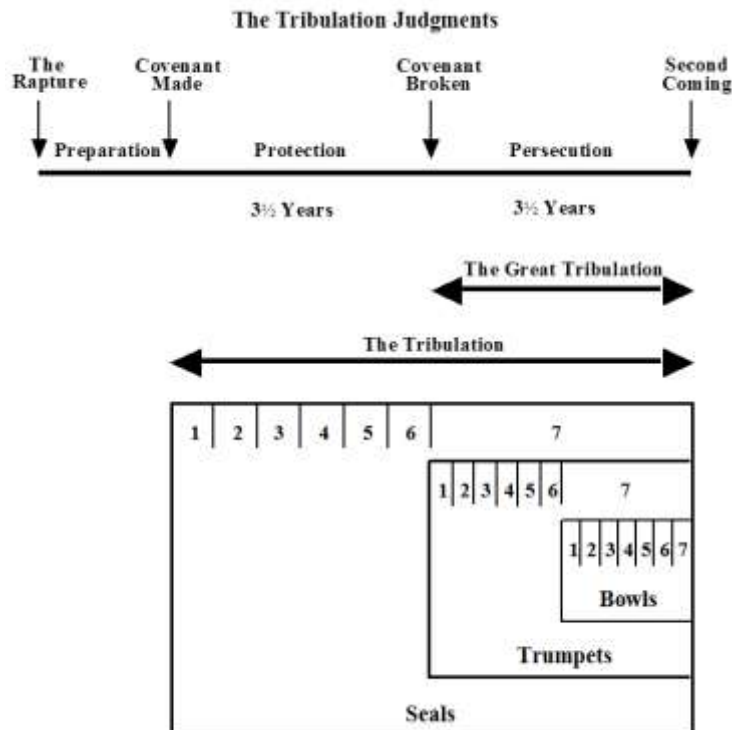 The Tribulation Judgments
The
Rapture
Covenant
Made
Covenant
Broken
Second
Coming
Preparation
Protection
Persecution
3½ Years
3½ Years
The Great Tribulation
The Tribulation
1 2 3 4 5 6 7
1 2 3 4 5 6 7
1 2 3 4 5 6 7
Bowls
Trumpets
Seals